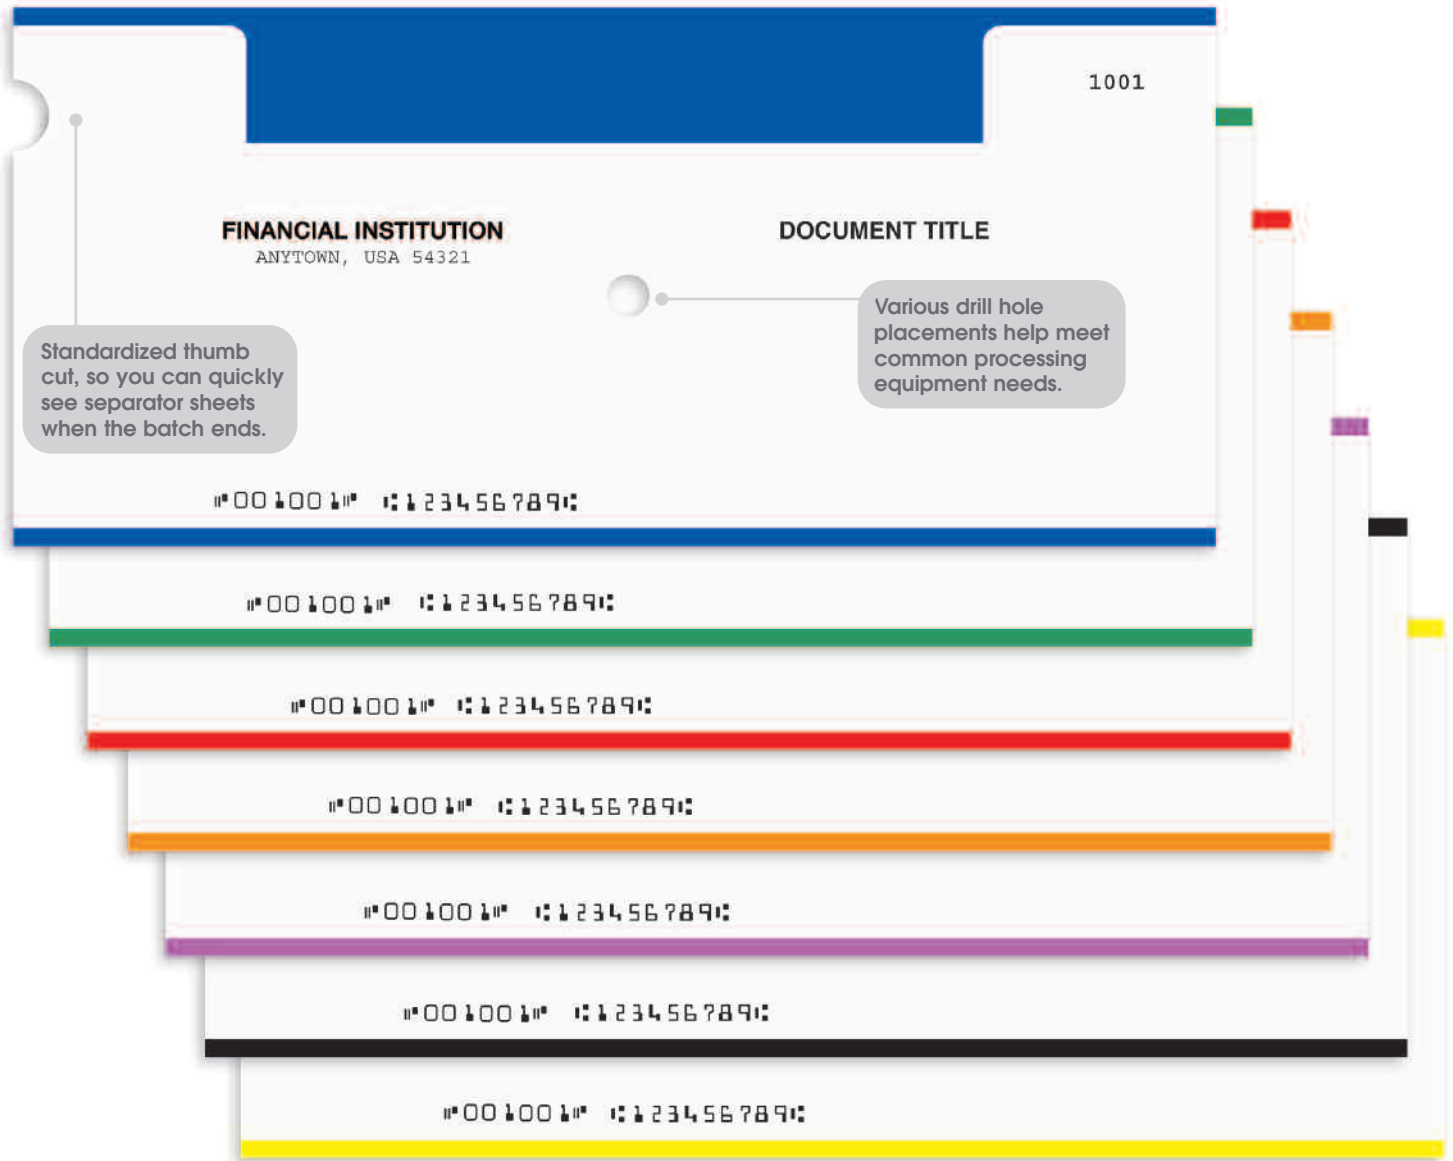 1001
FINANCIAL INSTITUTION
ANYTOWN, USA 54321
DOCUMENT TITLE
Standardized thumb
cut, so you can quickly
see separator sheets
when the batch ends.
Various drill hole
placements help meet
common processing
equipment needs.
⑈001001⑈ ⑆123456789⑆
⑈001001⑈ ⑆123456789⑆
⑈001001⑈ ⑆123456789⑆
⑈001001⑈ ⑆123456789⑆
⑈001001⑈ ⑆123456789⑆
⑈001001⑈ ⑆123456789⑆
⑈001001⑈ ⑆123456789⑆